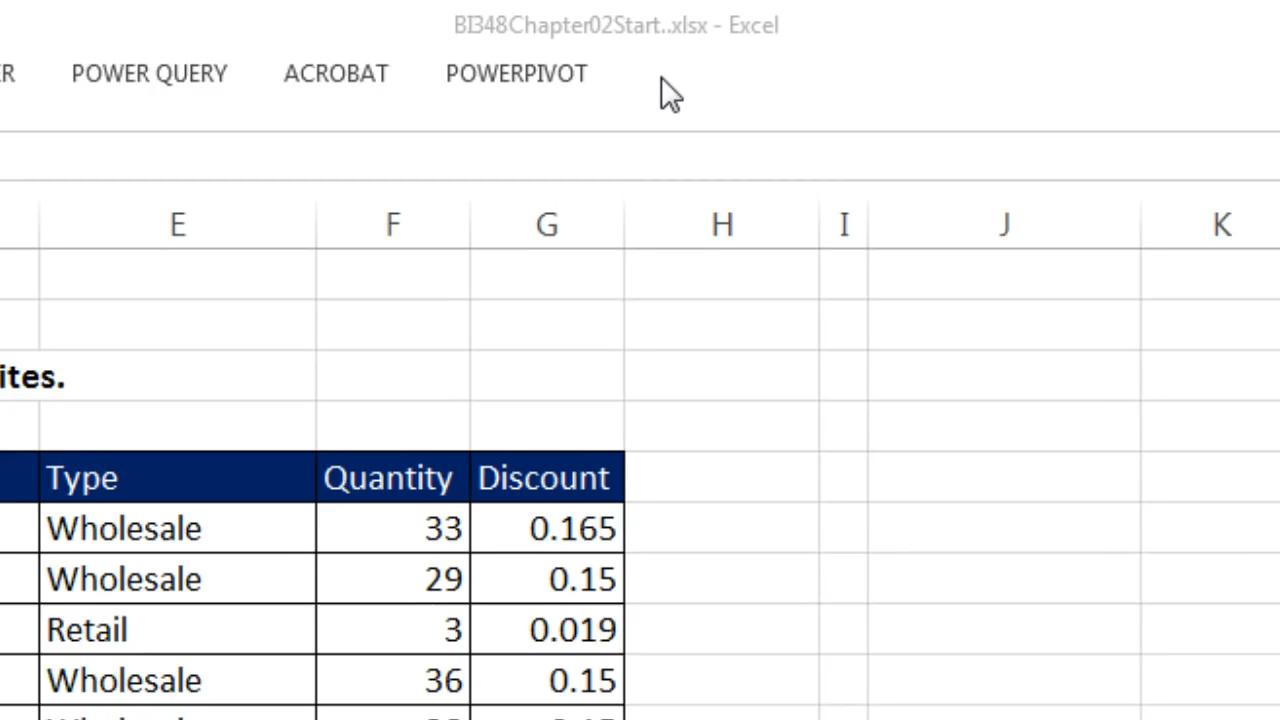 BI348Chapter02Start..xlsx - Excel
R POWER QUERY ACROBAT POWERPIVOT
E F G H I J K
ites.
Type Quantity Discount
Wholesale 33 0.165
Wholesale 29 0.15
Retail 3 0.019
Wholesale 36 0.15